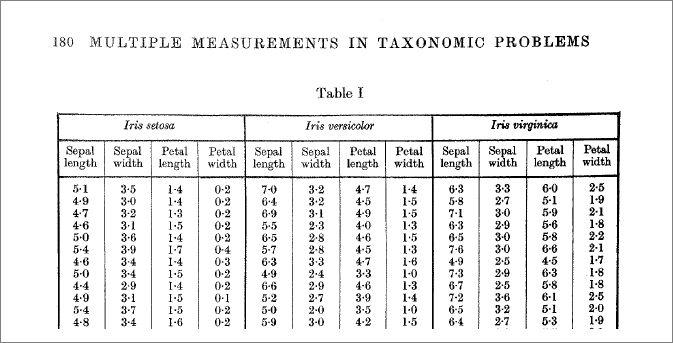 180 MULTIPLE MEASUREMENTS IN TAXONOMIC PROBLEMS
Table I
Iris setosa Iris versicolor Iris virginica
Sepal length Sepal width Petal length Petal width Sepal length Sepal width Petal length Petal width Sepal length Sepal width Petal length Petal width
5·1 3·5 1·4 0·2 7·0 3·2 4·7 1·4 6·3 3·3 6·0 2·5
4·9 3·0 1·4 0·2 6·4 3·2 4·5 1·5 5·8 2·7 5·1 1·9
4·7 3·2 1·3 0·2 6·9 3·1 4·9 1·5 7·1 3·0 5·9 2·1
4·6 3·1 1·5 0·2 5·5 2·3 4·0 1·3 6·3 2·9 5·6 1·8
5·0 3·6 1·4 0·2 6·5 2·8 4·6 1·5 6·5 3·0 5·8 2·2
5·4 3·9 1·7 0·4 5·7 2·8 4·5 1·3 7·6 3·0 6·6 2·1
4·6 3·4 1·4 0·3 6·3 3·3 4·7 1·6 4·9 2·5 4·5 1·7
5·0 3·4 1·5 0·2 4·9 2·4 3·3 1·0 7·3 2·9 6·3 1·8
4·4 2·9 1·4 0·2 6·6 2·9 4·6 1·3 6·7 2·5 5·8 1·8
4·9 3·1 1·5 0·1 5·2 2·7 3·9 1·4 7·2 3·6 6·1 2·5
5·4 3·7 1·5 0·2 5·0 2·0 3·5 1·0 6·5 3·2 5·1 2·0
4·8 3·4 1·6 0·2 5·9 3·0 4·2 1·5 6·4 2·7 5·3 1·9